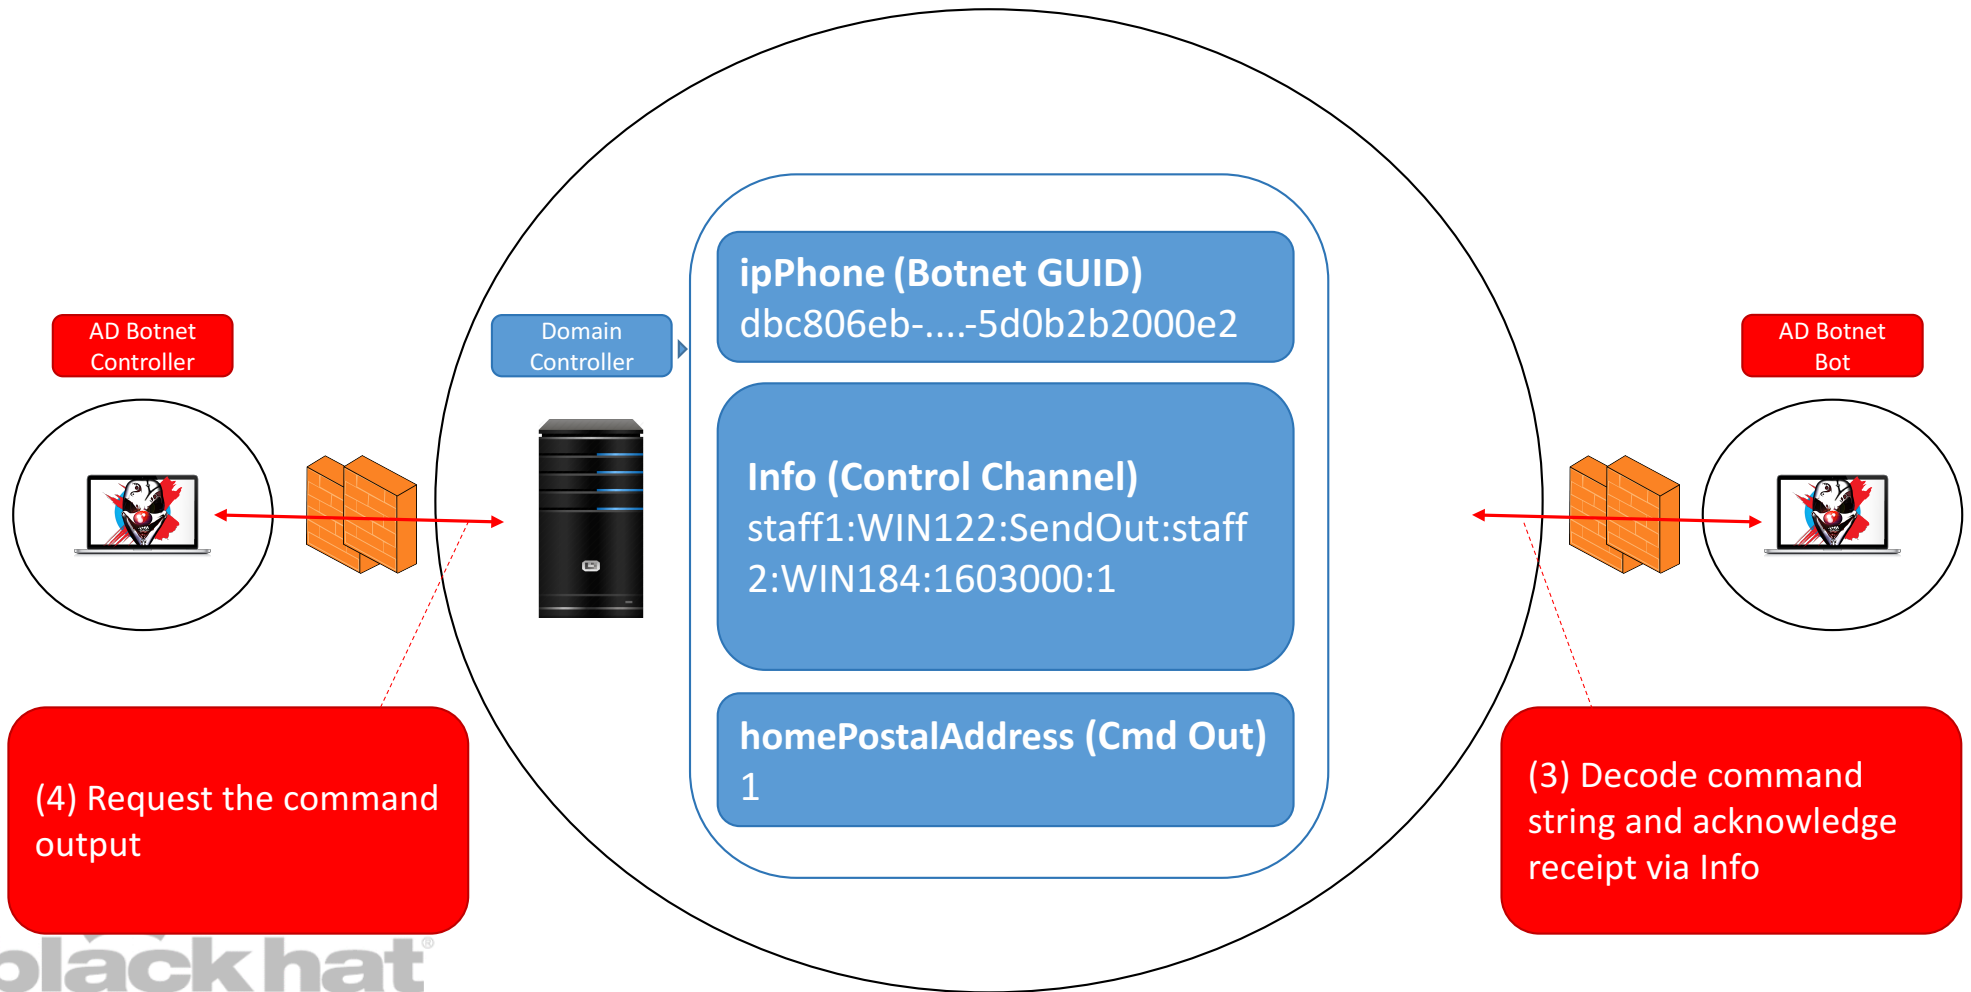 AD Botnet
Controller
Domain
Controller
ipPhone (Botnet GUID)
dbc806eb-....-5d0b2b2000e2
Info (Control Channel)
staff1:WIN122:SendOut:staff
2:WIN184:1603000:1
homePostalAddress (Cmd Out)
1
AD Botnet
Bot
(4) Request the command
output
(3) Decode command
string and acknowledge
receipt via Info
blackhat®